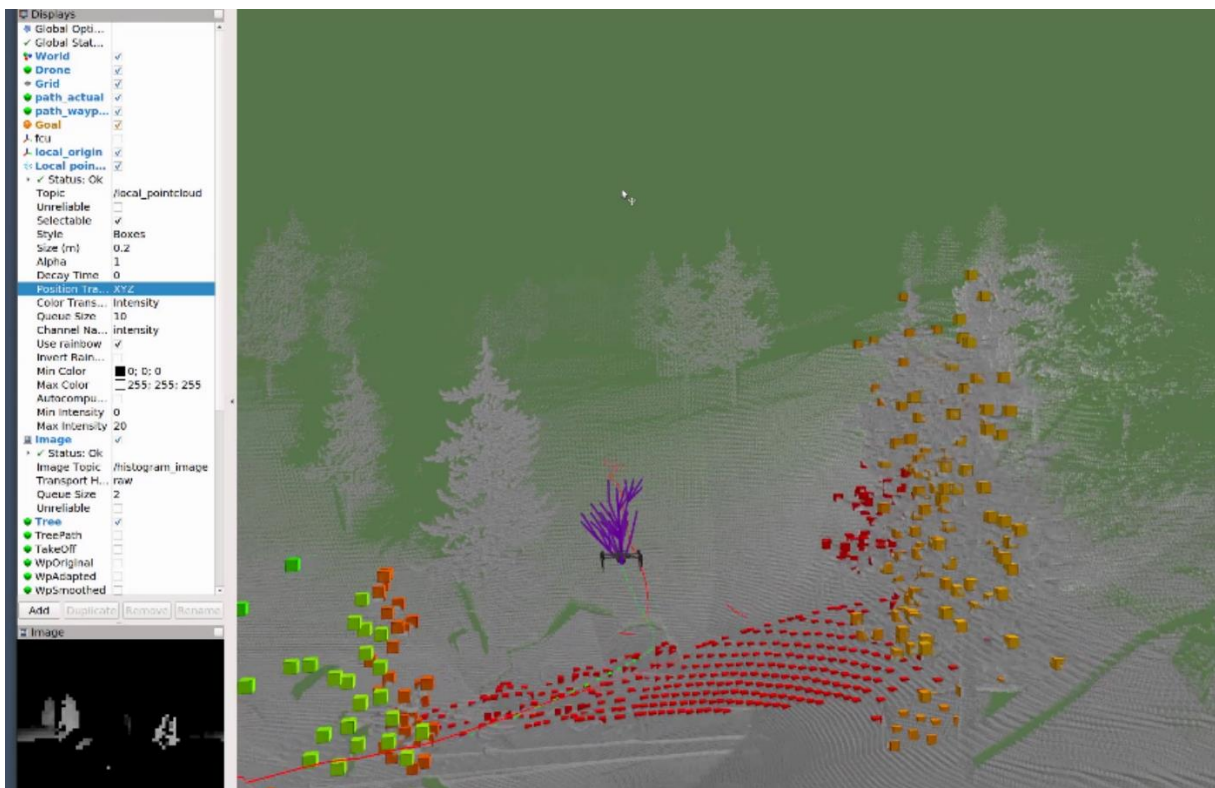 Displays
Global Opti...
Global Stat...
World
Drone
Grid
path_actual
path_wayp...
Goal
fcu
local_origin
Local poin...
Status: Ok
Topic /local_pointcloud
Unreliable
Selectable
Style Boxes
Size (m) 0.2
Alpha 1
Decay Time 0
Position Tra... XYZ
Color Trans... Intensity
Queue Size 10
Channel Na... intensity
Use rainbow
Invert Rain...
Min Color 0; 0; 0
Max Color 255; 255; 255
Autocompu...
Min Intensity 0
Max Intensity 20
Image
Status: Ok
Image Topic /histogram_image
Transport H... raw
Queue Size 2
Unreliable
Tree
TreePath
TakeOff
WpOriginal
WpAdapted
WpSmoothed
Add Duplicate Remove Rename
Image